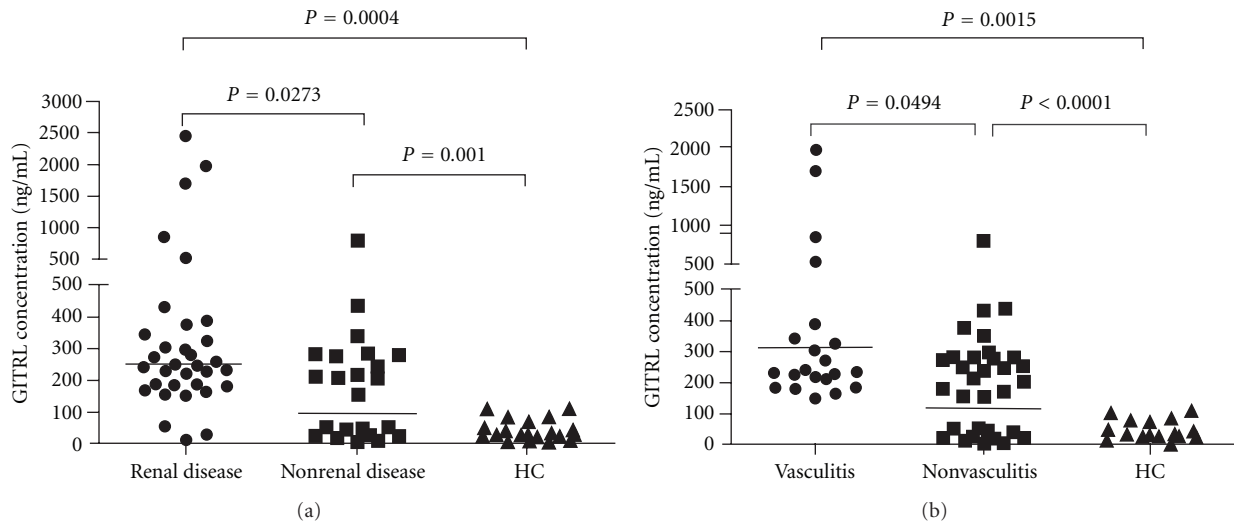 P = 0.0004
P = 0.0273
P = 0.001
GITRL concentration (ng/mL)
3000
2500
2000
1500
1000
500
500
400
300
200
100
0
Renal disease
Nonrenal disease
HC
(a)
P = 0.0015
P = 0.0494
P < 0.0001
GITRL concentration (ng/mL)
2500
2000
1500
1000
500
500
400
300
200
100
0
Vasculitis
Nonvasculitis
HC
(b)